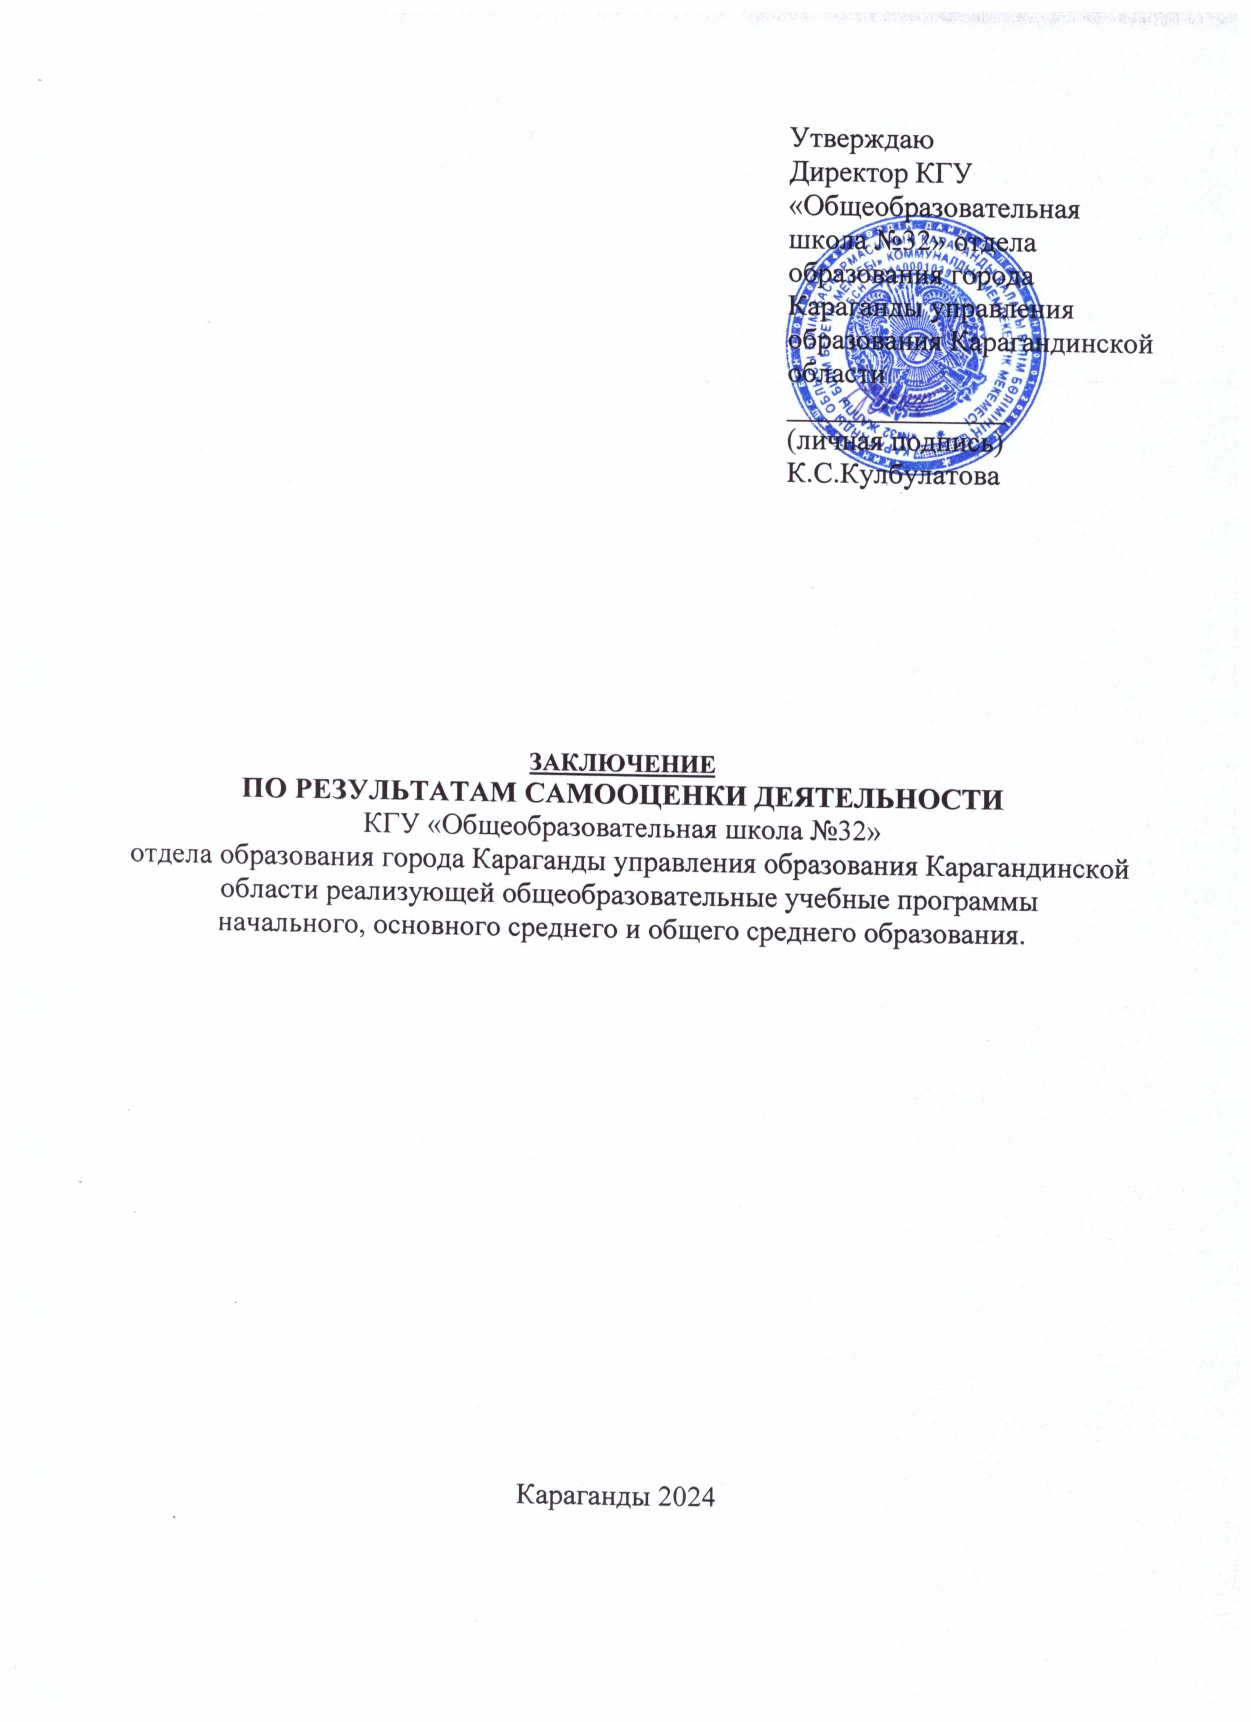 Утверждаю
Директор КГУ
«Общеобразовательная
школа №32» отдела
образования города
Караганды управления
образования Карагандинской
области
(личная подпись)
К.С.Кулбулатова
ЗАКЛЮЧЕНИЕ
ПО РЕЗУЛЬТАТАМ САМООЦЕНКИ ДЕЯТЕЛЬНОСТИ
КГУ «Общеобразовательная школа №32»
отдела образования города Караганды управления образования Карагандинской
области реализующей общеобразовательные учебные программы
начального, основного среднего и общего среднего образования.
Караганды 2024